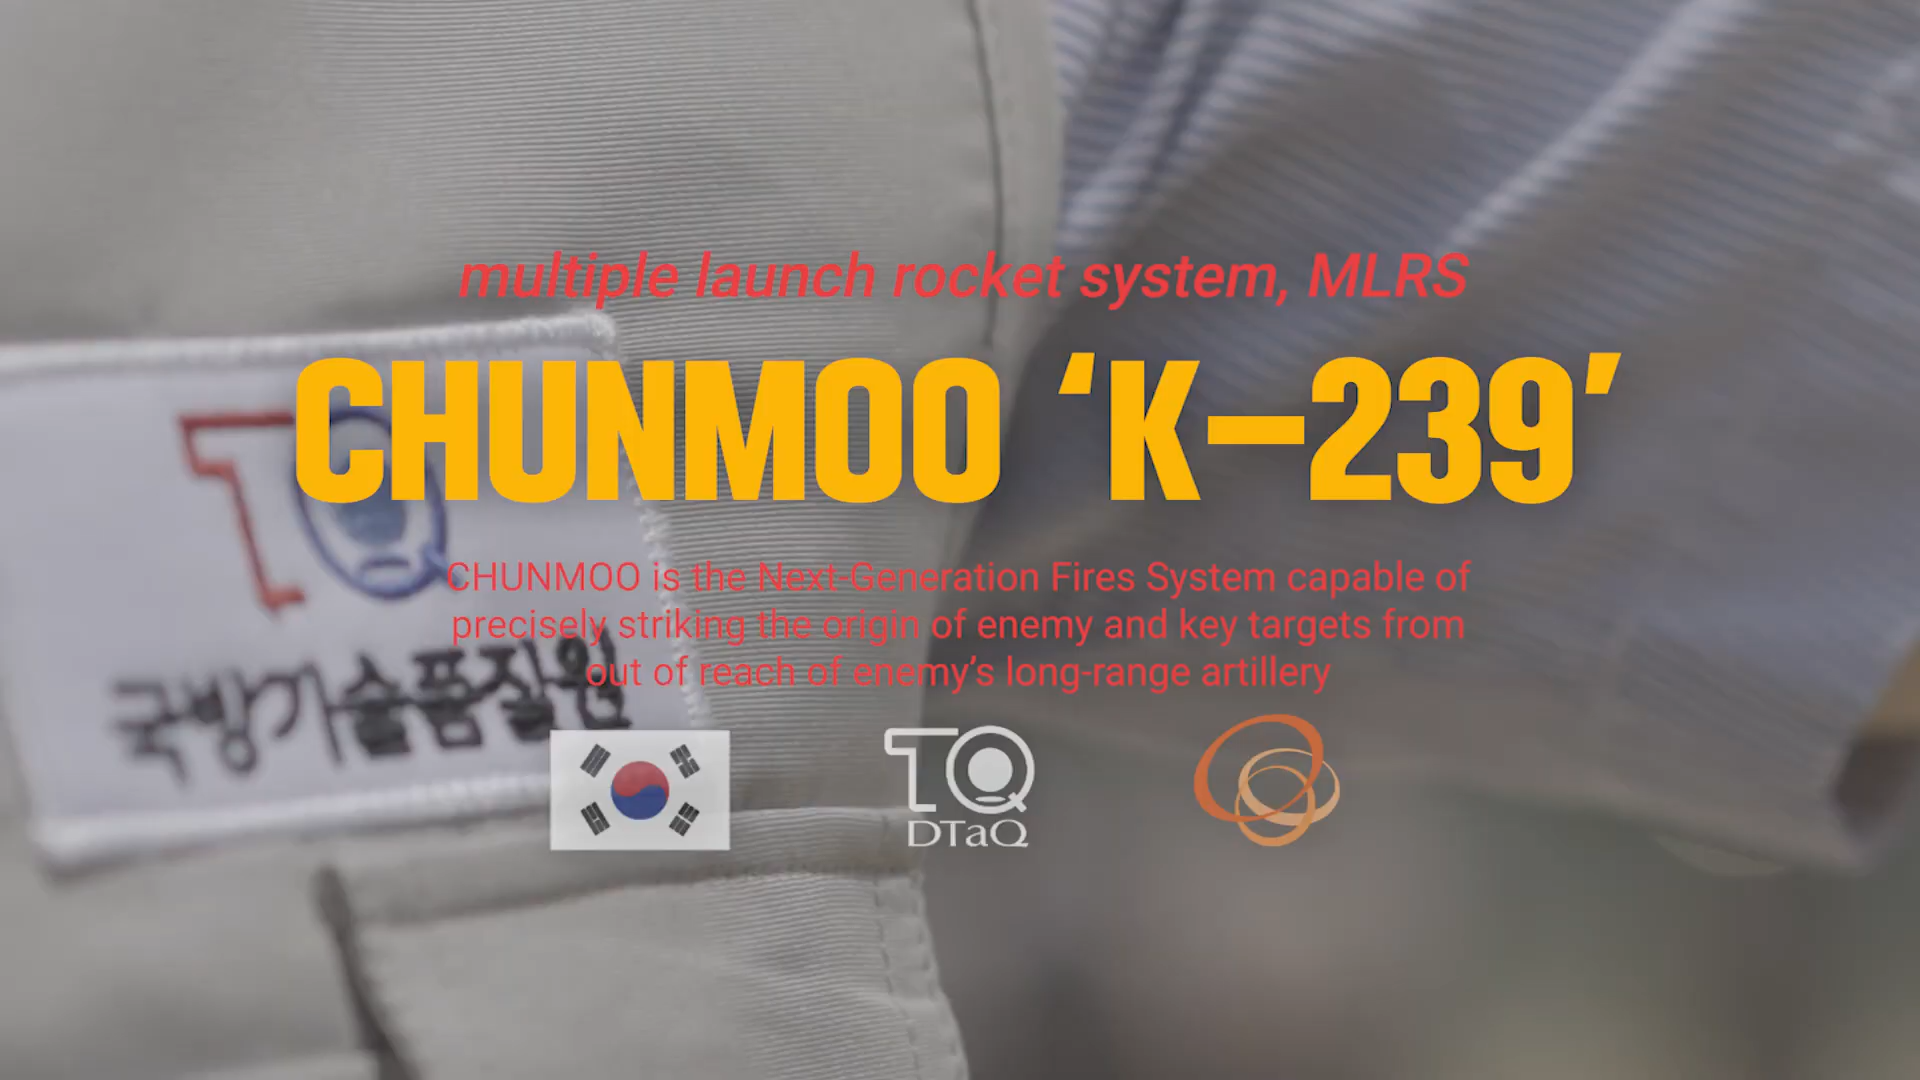 multiple launch rocket system, MLRS
CHUNMOO ‘K-239’
TQ
CHUNMOO is the Next-Generation Fires System capable of
precisely striking the origin of enemy and key targets from
out of reach of enemy’s long-range artillery
국방기술품질원
TQ
DTaQ